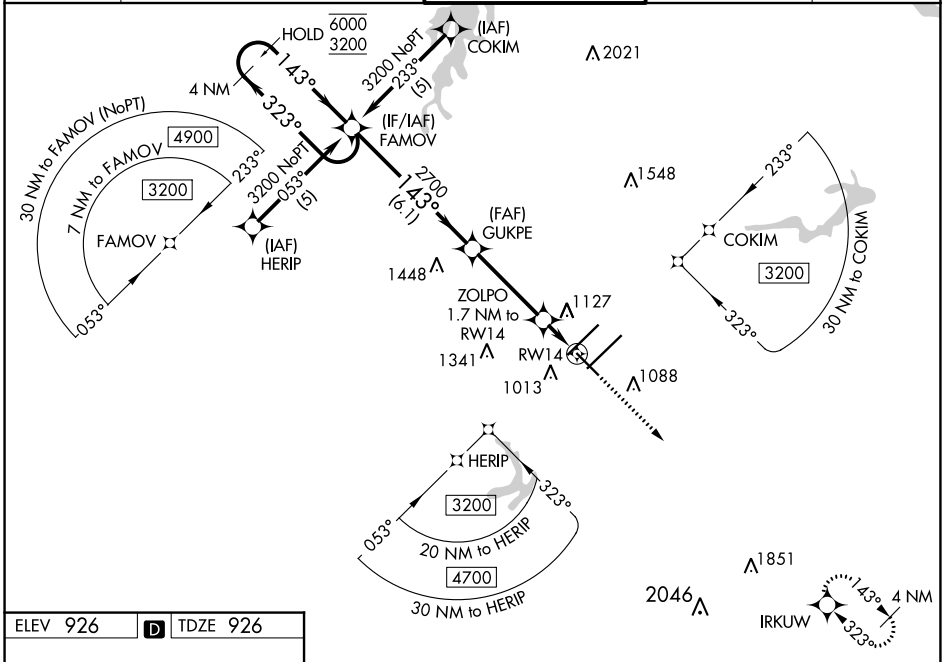 HOLD 6000
3200
(IAF)
COKIM
2021
4 NM
143°
323°
3200 NoPT
233°
(5)
(IF/IAF)
FAMOV
30 NM to FAMOV (NoPT)
4900
7 NM to FAMOV
3200
233°
FAMOV
053°
3200 NoPT
053°
(5)
(IAF)
HERIP
2700
143°
(6.1)
1548
(FAF)
GUKPE
1448
233°
COKIM
3200
323°
30 NM to COKIM
ZOLPO
1.7 NM to
RW14
1127
1341
RW14
1013
1088
HERIP
3200
053°
323°
20 NM to HERIP
4700
30 NM to HERIP
1851
2046
IRKUW
143°
323°
4 NM
ELEV 926 D TDZE 926